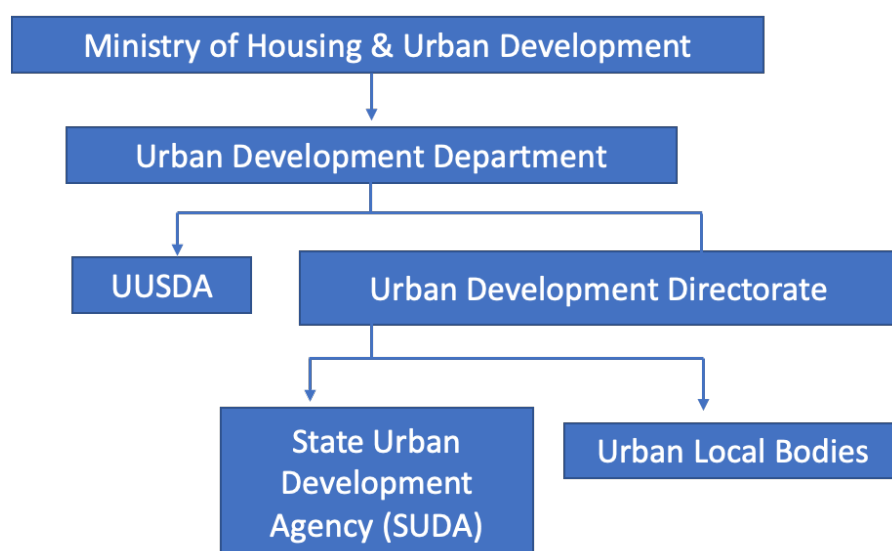 Ministry of Housing & Urban Development
Urban Development Department
UUSDA
Urban Development Directorate
State Urban
Development
Agency (SUDA)
Urban Local Bodies